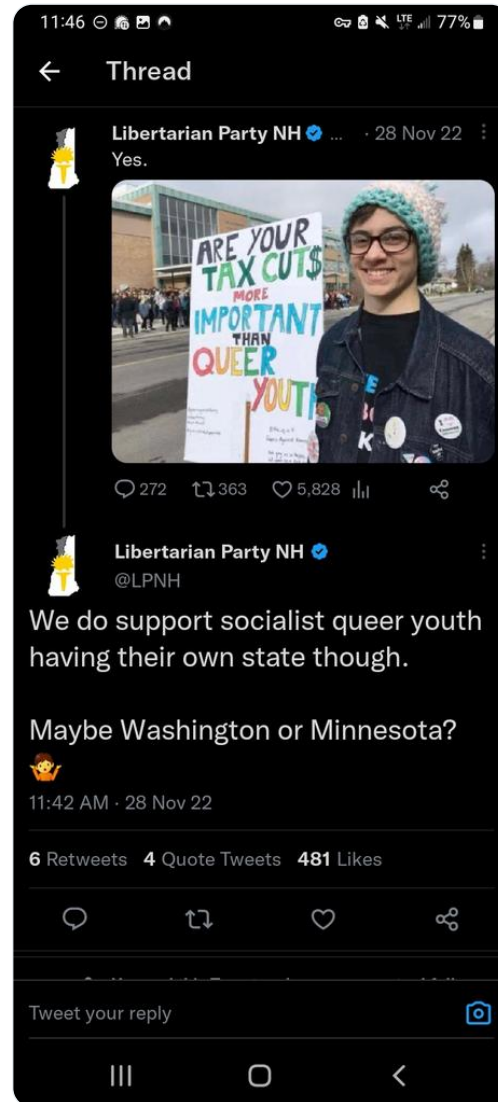 11:46
LTE 77%
Thread
Libertarian Party NH ... · 28 Nov 22
Yes.
ARE YOUR
TAX CUT$
MORE
IMPORTANT
THAN
QUEER
YOUTH
272 363 5,828
Libertarian Party NH
@LPNH
We do support socialist queer youth
having their own state though.
Maybe Washington or Minnesota?
🤷
11:42 AM · 28 Nov 22
6 Retweets 4 Quote Tweets 481 Likes
Tweet your reply